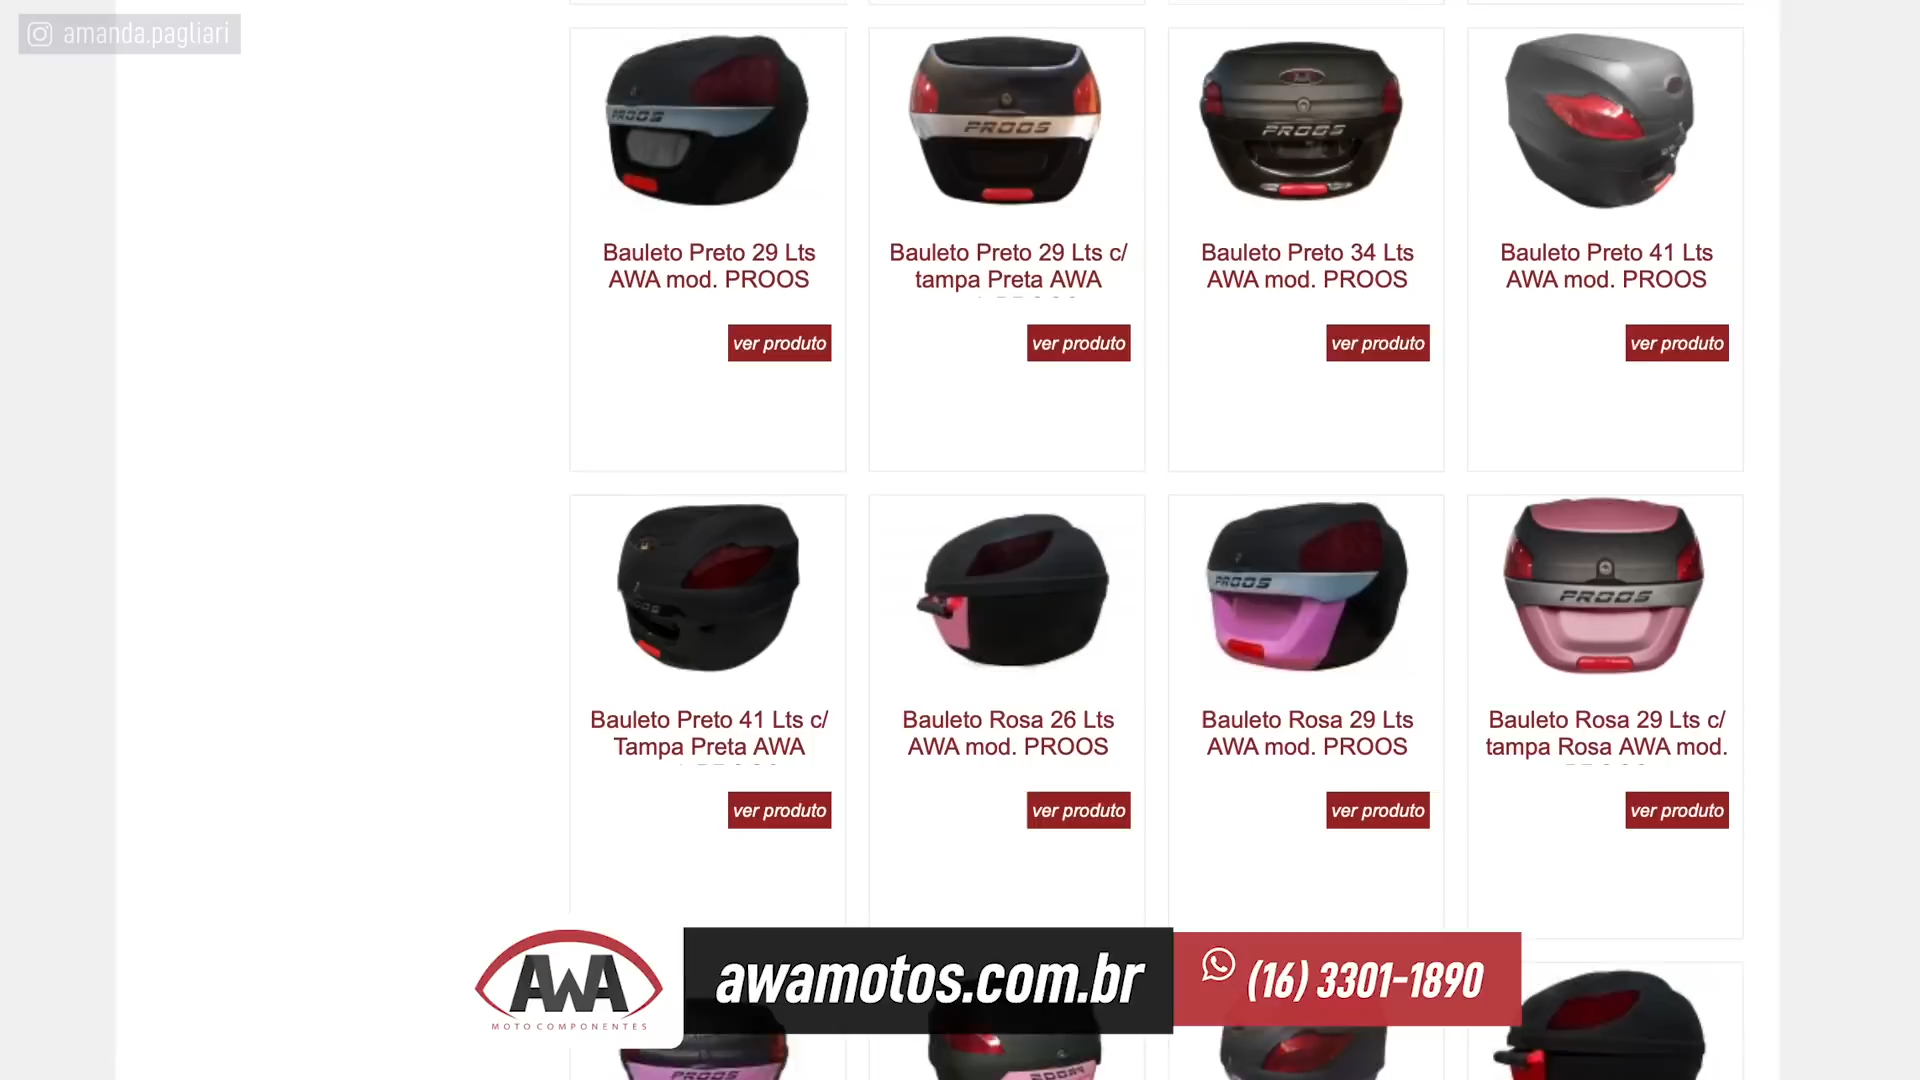 amanda.pagliari
PROOS
PROOS
PROOS
Bauleto Preto 29 Lts
AWA mod. PROOS
Bauleto Preto 29 Lts c/
tampa Preta AWA
Bauleto Preto 34 Lts
AWA mod. PROOS
Bauleto Preto 41 Lts
AWA mod. PROOS
ver produto
ver produto
ver produto
ver produto
PROOS
PROOS
Bauleto Preto 41 Lts c/
Tampa Preta AWA
Bauleto Rosa 26 Lts
AWA mod. PROOS
Bauleto Rosa 29 Lts
AWA mod. PROOS
Bauleto Rosa 29 Lts c/
tampa Rosa AWA mod.
ver produto
ver produto
ver produto
ver produto
AWA
MOTOCOMPONENTES
awamotos.com.br
(16) 3301-1890
PROOS